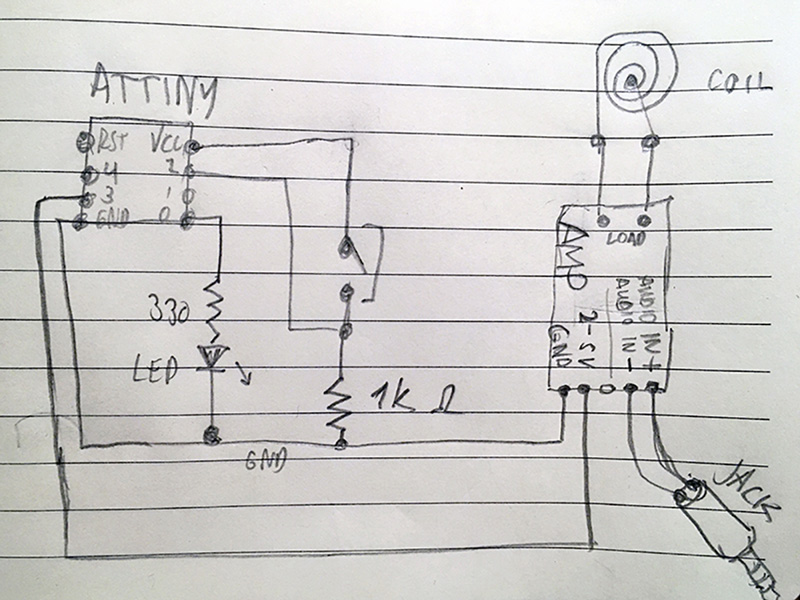 ATTINY
COIL
RST VCC
4 2
3 1
GND 0
LOAD
AMP
AUDIO IN+
AUDIO IN-
2-5V
GND
330
LED
1K Ω
GND
JACK